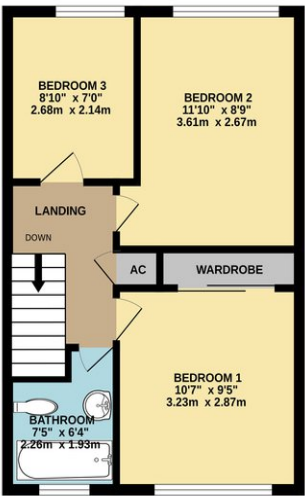 BEDROOM 3
8'10" x 7'0"
2.68m x 2.14m
BEDROOM 2
11'10" x 8'9"
3.61m x 2.67m
LANDING
DOWN
AC
WARDROBE
BEDROOM 1
10'7" x 9'5"
3.23m x 2.87m
BATHROOM
7'5" x 6'4"
2.26m x 1.93m